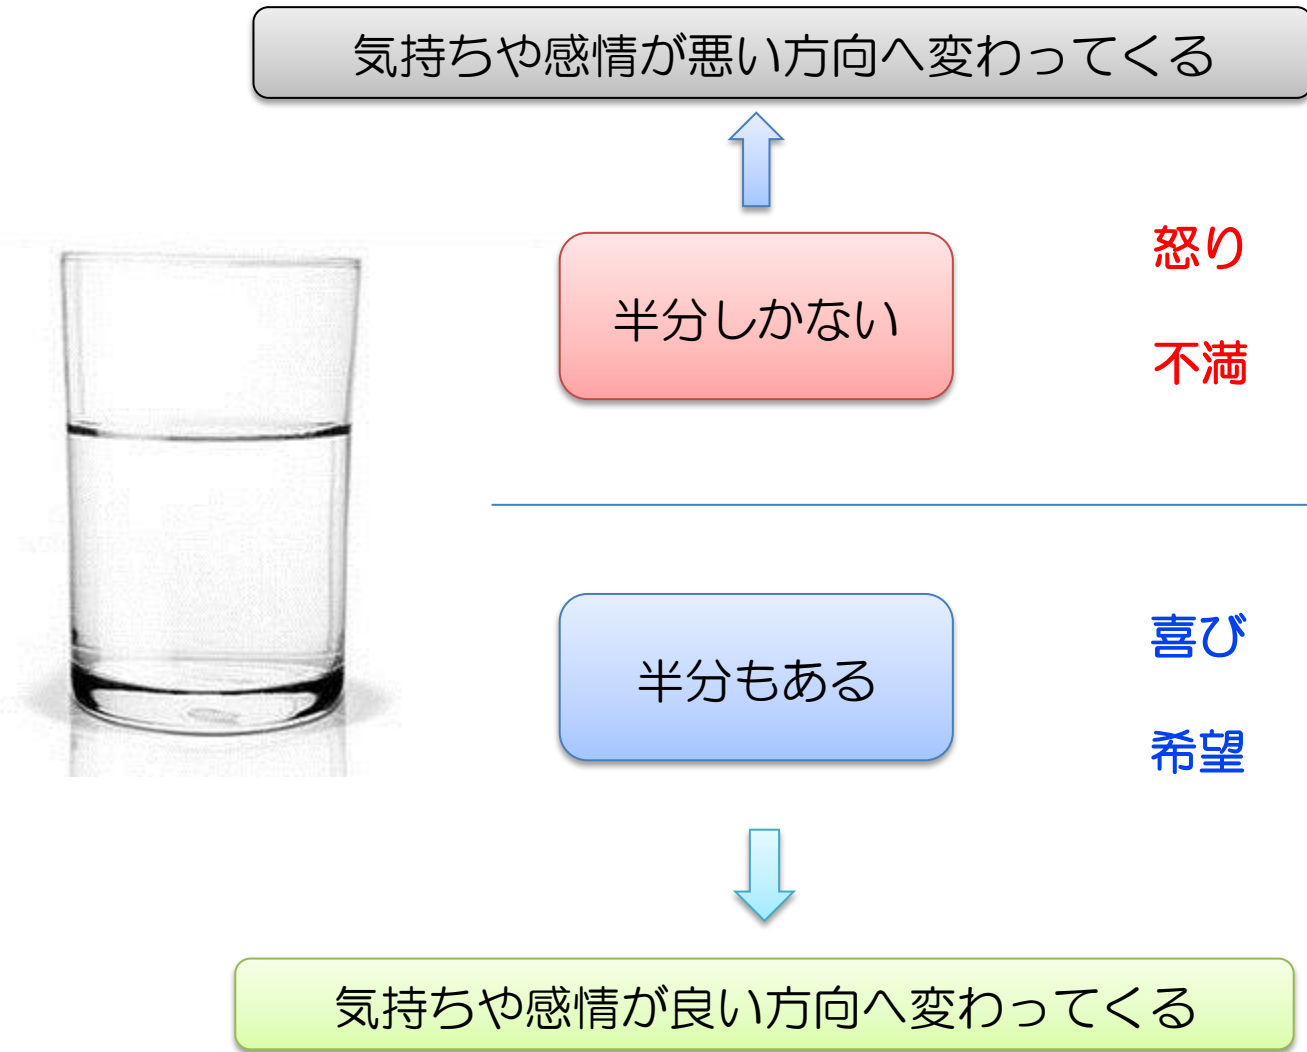 気持ちや感情が悪い方向へ変わってくる
半分しかない
怒り
不満
半分もある
喜び
希望
気持ちや感情が良い方向へ変わってくる